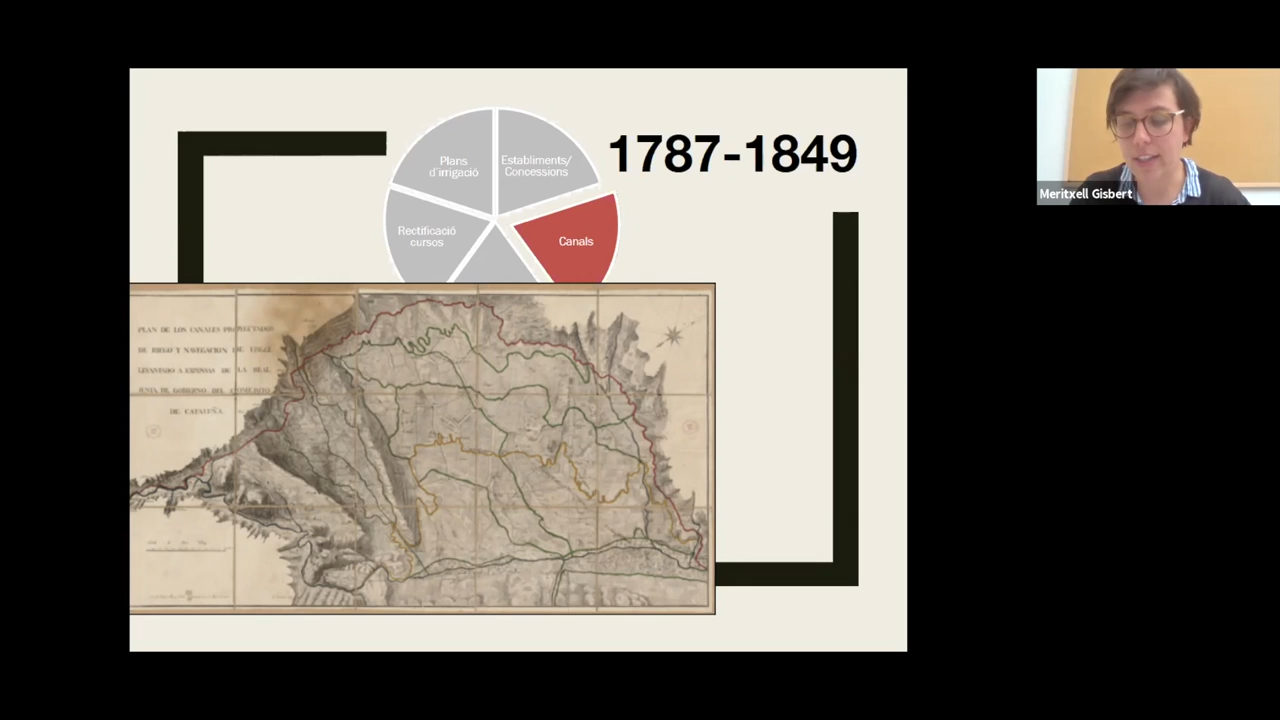 1787-1849
Plans
d'irrigació
Establiments/
Concessions
Rectificació
cursos
Canals
PLAN DE LOS CANALES PROYECTADOS
DE RIEGO Y NAVEGACION DE URGEL
LEVANTADO A EXPENSAS DE LA REAL
JUNTA DE GOBIERNO DEL COMERCIO
DE CATALUÑA.
Meritxell Gisbert